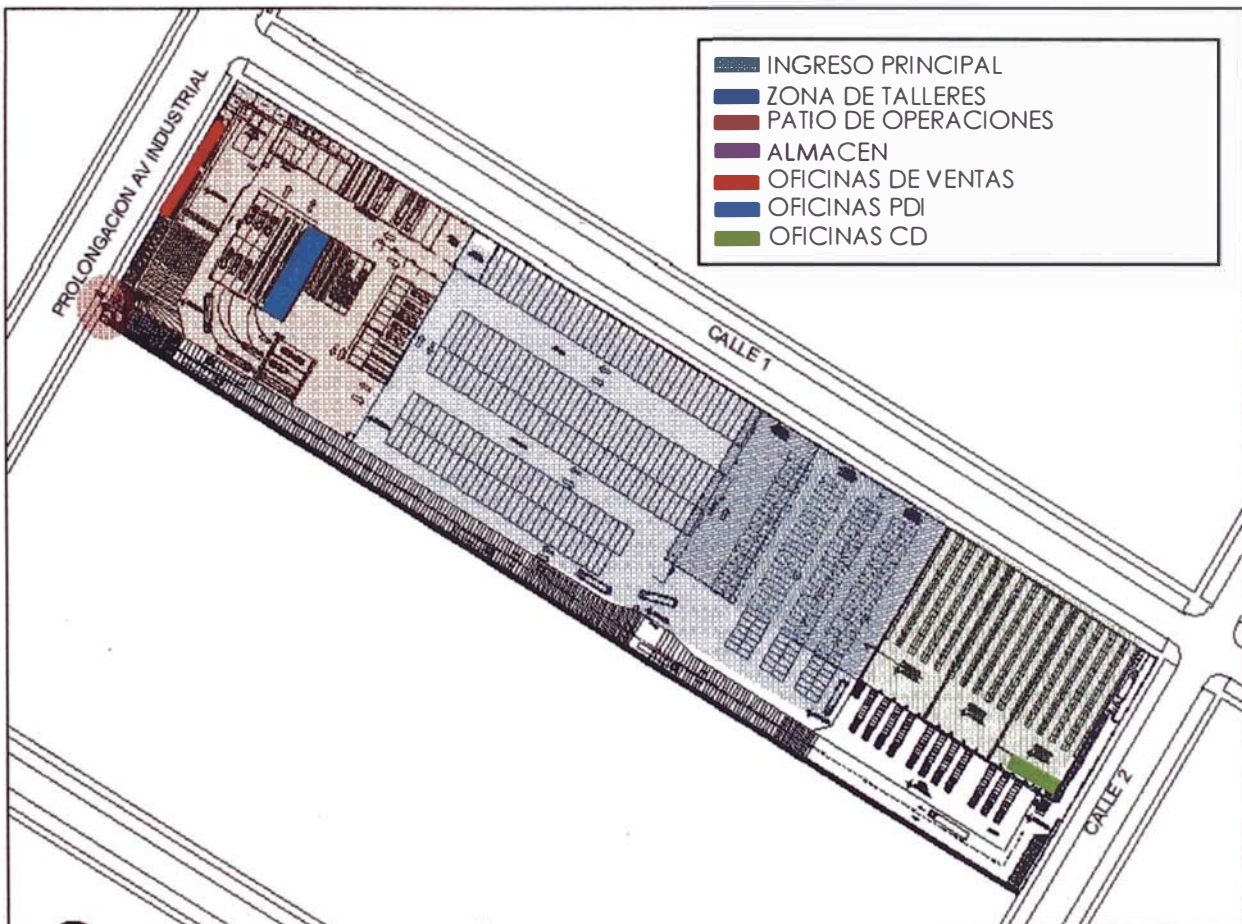 INGRESO PRINCIPAL
ZONA DE TALLERES
PATIO DE OPERACIONES
ALMACEN
OFICINAS DE VENTAS
OFICINAS PDI
OFICINAS CD
PROLONGACION AV INDUSTRIAL
CALLE 1
CALLE 2